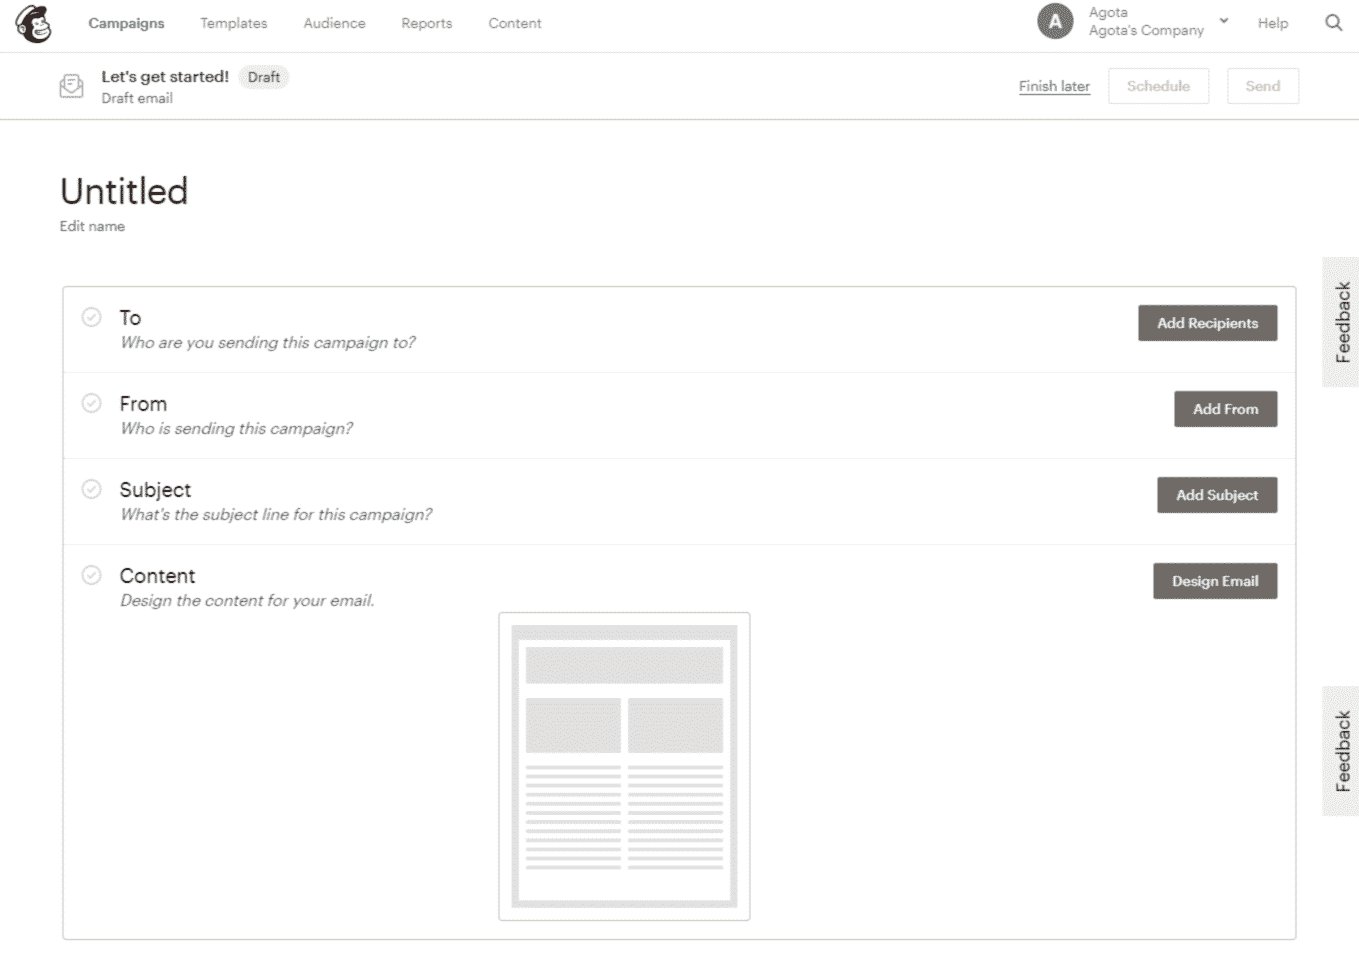 Campaigns Templates Audience Reports Content
A
Agota
Agota's Company
Help
Let's get started! Draft
Draft email
Finish later Schedule Send
Untitled
Edit name
To
Who are you sending this campaign to?
Add Recipients
From
Who is sending this campaign?
Add From
Subject
What's the subject line for this campaign?
Add Subject
Content
Design the content for your email.
Design Email
Feedback
Feedback